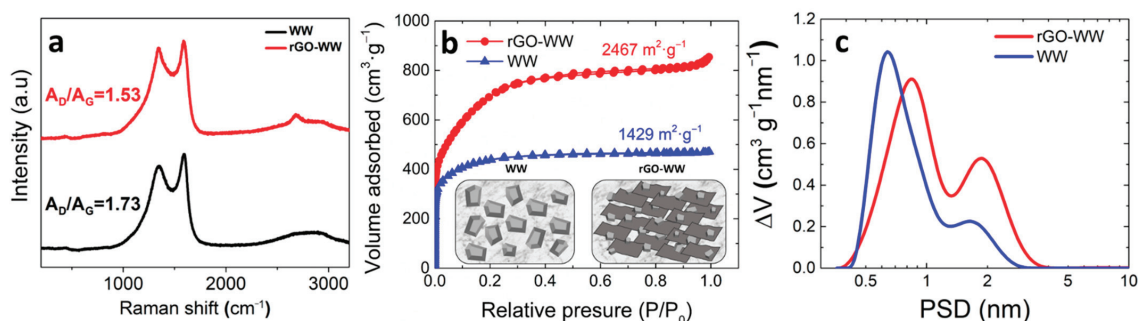 a
WW
rGO-WW
A_D/A_G=1.53
A_D/A_G=1.73
Intensity (a.u)
1000 2000 3000
Raman shift (cm⁻¹)
b
rGO-WW
WW
2467 m²·g⁻¹
1429 m²·g⁻¹
WW
rGO-WW
Volume adsorbed (cm³·g⁻¹)
1000
800
600
400
200
0
0.0 0.2 0.4 0.6 0.8 1.0
Relative presure (P/P₀)
c
rGO-WW
WW
ΔV (cm³ g⁻¹nm⁻¹)
1.2
1.0
0.8
0.6
0.4
0.2
0.0
0.5 1 2 10
PSD (nm)